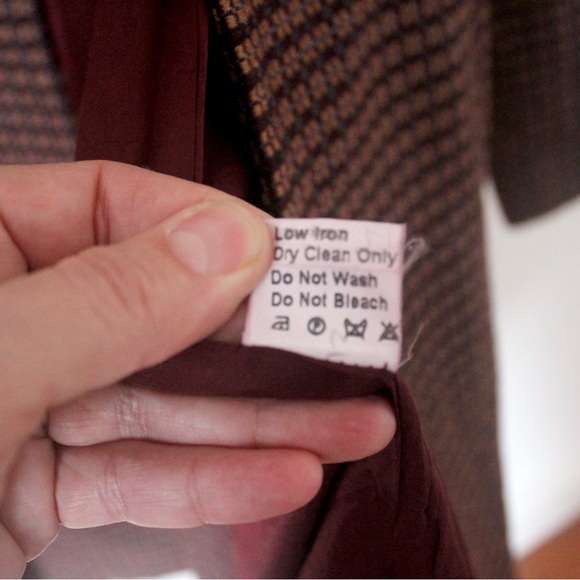 Low Iron
Dry Clean Only
Do Not Wash
Do Not Bleach
P